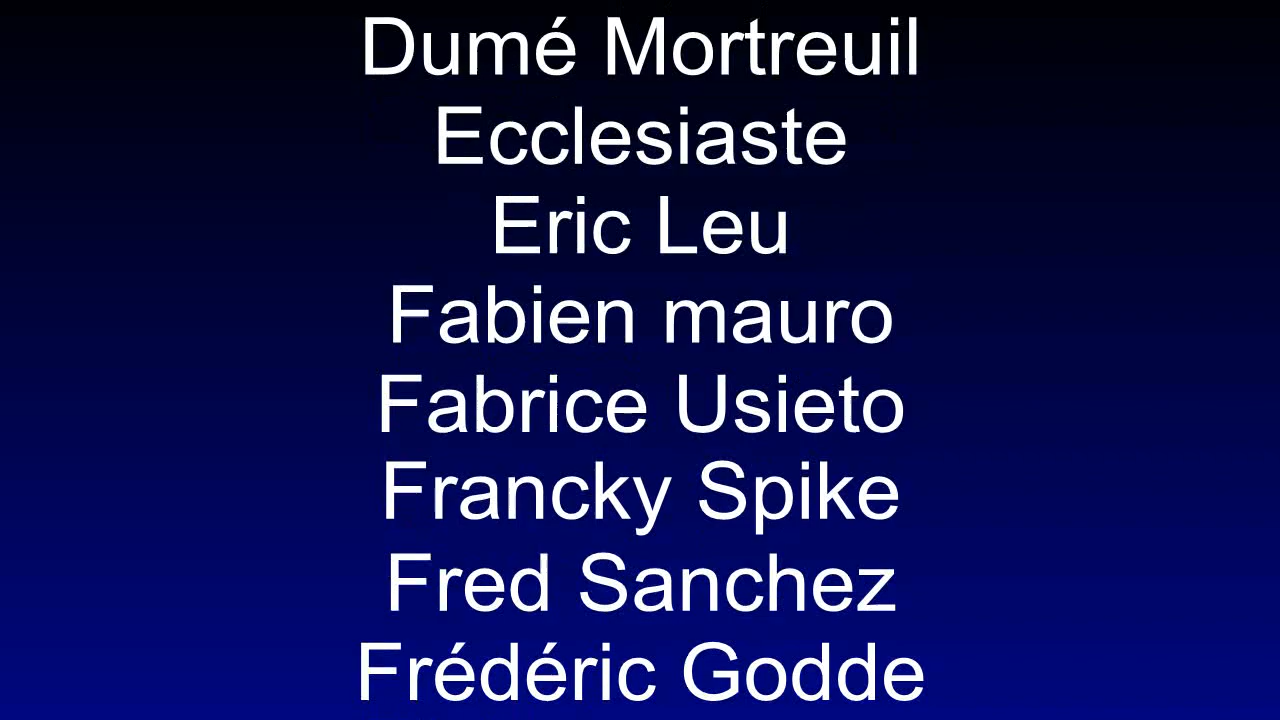 Dumé Mortreuil
Ecclesiaste
Eric Leu
Fabien mauro
Fabrice Usieto
Francky Spike
Fred Sanchez
Frédéric Godde